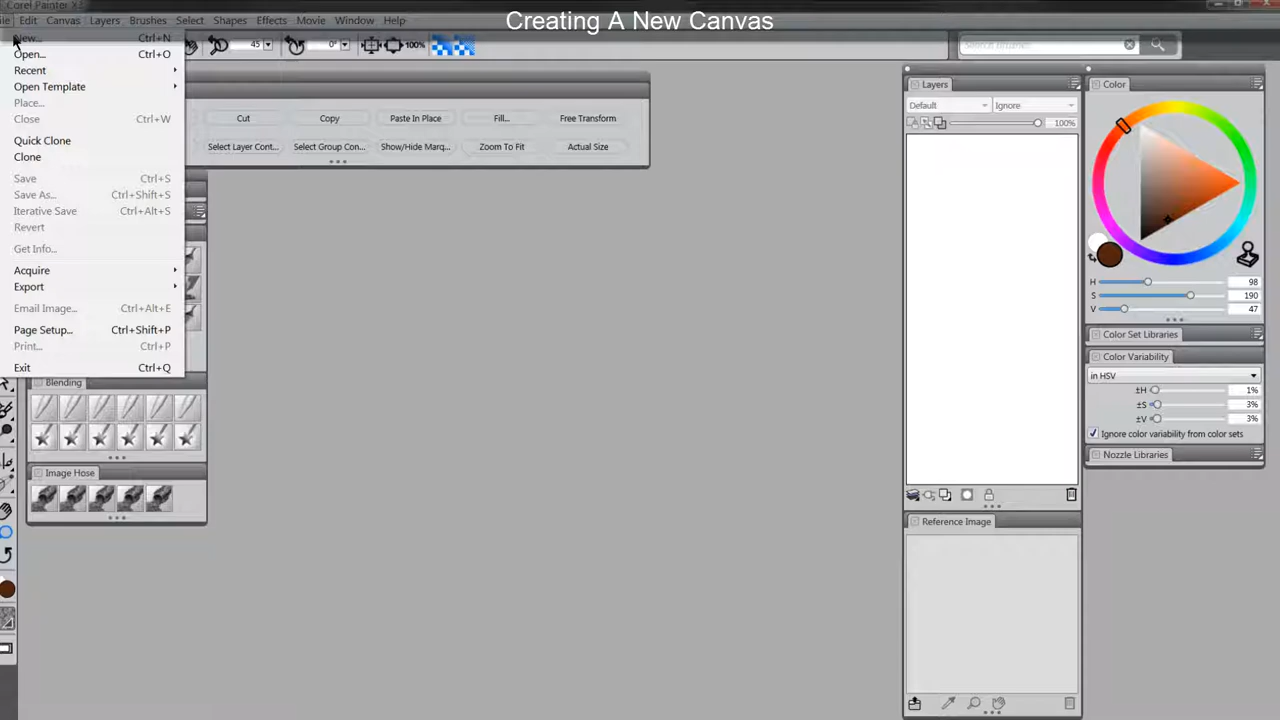 Corel Painter X3
Creating A New Canvas
File Edit Canvas Layers Brushes Select Shapes Effects Movie Window Help
45 0° 100%
New... Ctrl+N
Open... Ctrl+O
Recent
Open Template
Place...
Close Ctrl+W
Quick Clone
Clone
Save Ctrl+S
Save As... Ctrl+Shift+S
Iterative Save Ctrl+Alt+S
Revert
Get Info...
Acquire
Export
Email Image... Ctrl+Alt+E
Page Setup... Ctrl+Shift+P
Print... Ctrl+P
Exit Ctrl+Q
Cut Copy Paste In Place Fill... Free Transform
Select Layer Cont... Select Group Con... Show/Hide Marq... Zoom To Fit Actual Size
Blending
Image Hose
Layers
Default Ignore
100%
Reference Image
Color
H 98
S 190
V 47
Color Set Libraries
Color Variability
in HSV
±H 1%
±S 3%
±V 3%
Ignore color variability from color sets
Nozzle Libraries